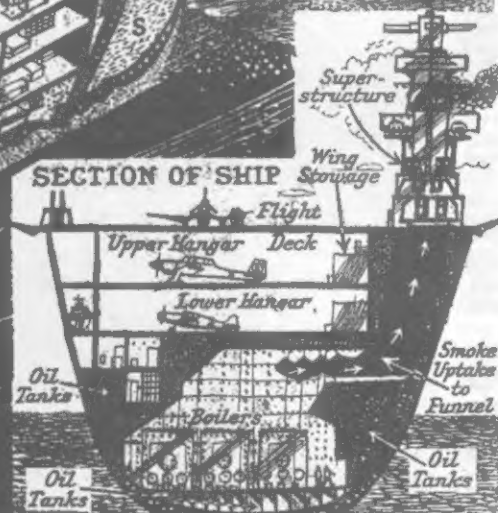 S
Super-
structure
Wing
Stowage
SECTION OF SHIP
Flight
Deck
Upper Hangar
Lower Hangar
Smoke
Uptake
to
Funnel
Oil
Tanks
Boilers
Oil
Tanks
Oil
Tanks